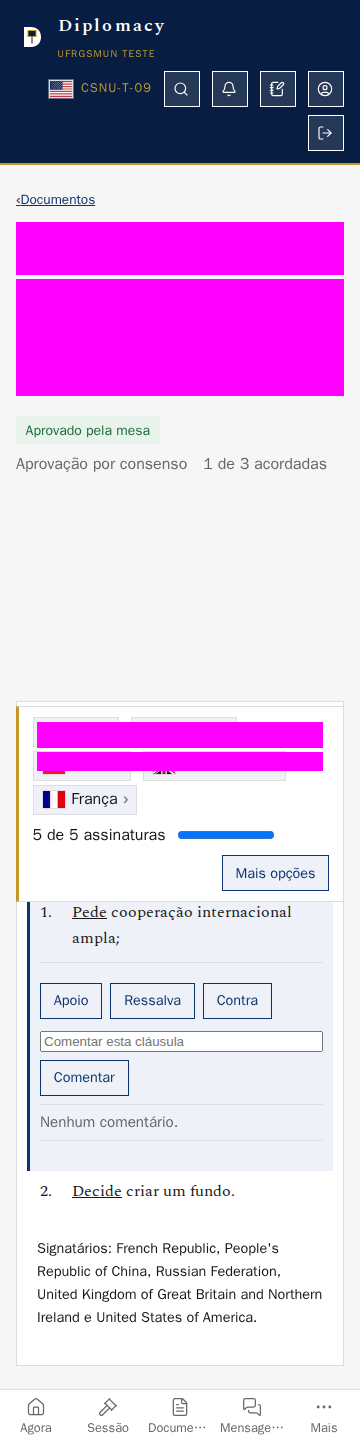 Diplomacy
UFRGSMUN TESTE
CSNU-T-09
‹Documentos
Aprovado pela mesa
Aprovação por consenso 1 de 3 acordadas
França ›
5 de 5 assinaturas
Mais opções
1. Pede cooperação internacional
ampla;
Apoio Ressalva Contra
Comentar esta cláusula
Comentar
Nenhum comentário.
2. Decide criar um fundo.
Signatários: French Republic, People's
Republic of China, Russian Federation,
United Kingdom of Great Britain and Northern
Ireland e United States of America.
Agora Sessão Docume··· Mensage··· Mais